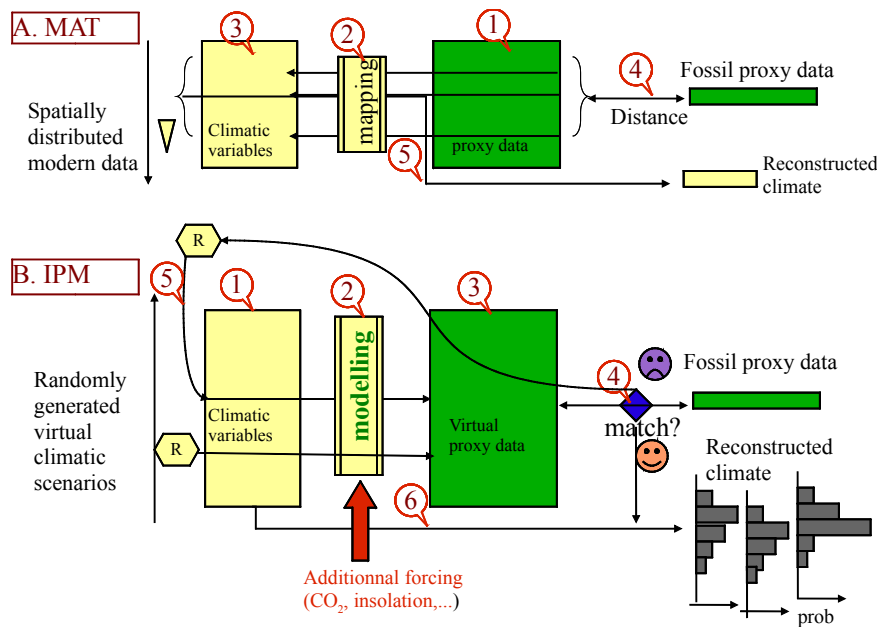 A. MAT
3
2
1
4
Fossil proxy data
mapping
Distance
Spatially
distributed
modern data
Climatic
variables
proxy data
5
Reconstructed
climate
R
B. IPM
5
1
2
3
4
Fossil proxy data
modelling
Randomly
generated
virtual
climatic
scenarios
Climatic
variables
Virtual
proxy data
match?
R
Reconstructed
climate
6
Additionnal forcing
(CO₂, insolation,...)
prob